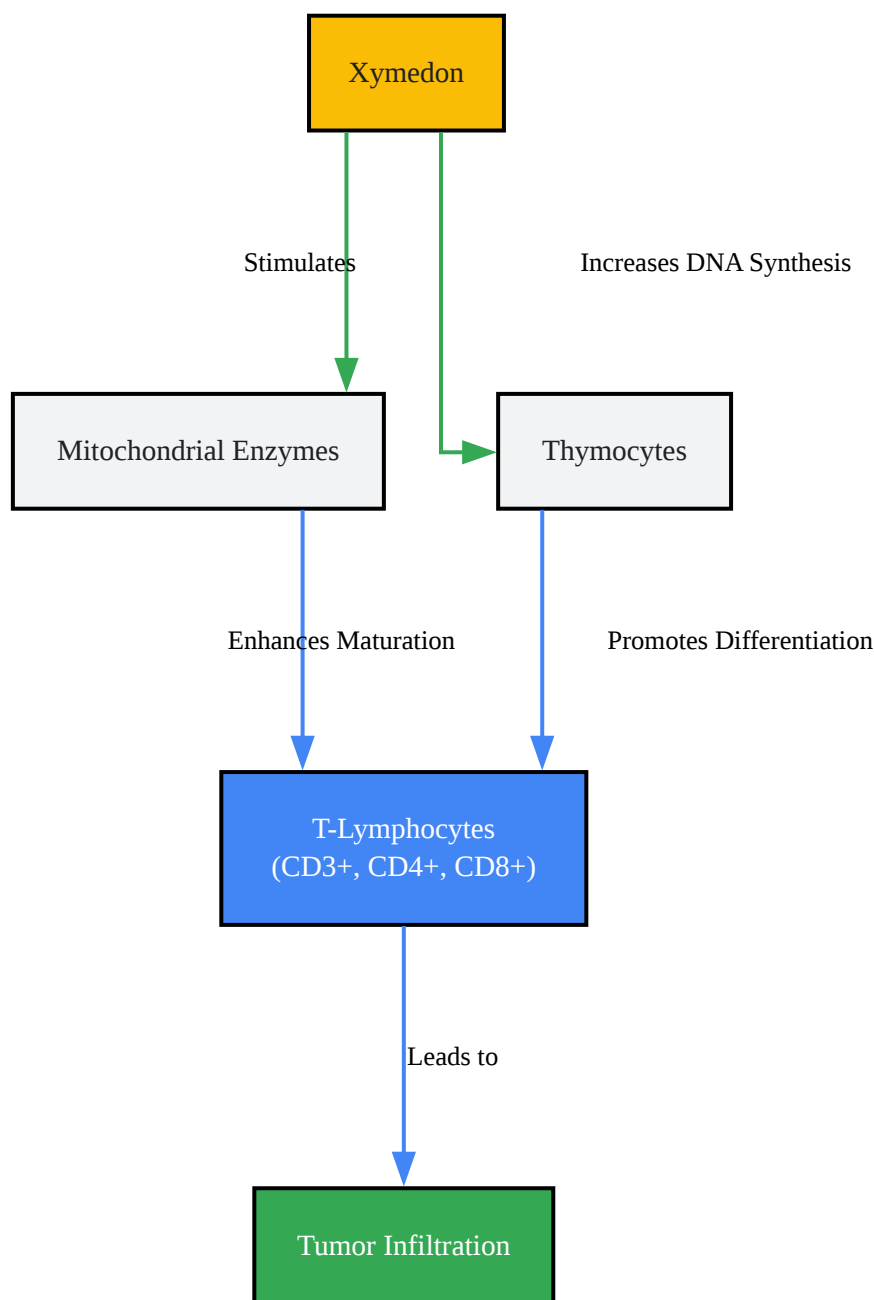 Xymedon
Stimulates
Increases DNA Synthesis
Mitochondrial Enzymes
Thymocytes
Enhances Maturation
Promotes Differentiation
T-Lymphocytes
(CD3+, CD4+, CD8+)
Leads to
Tumor Infiltration